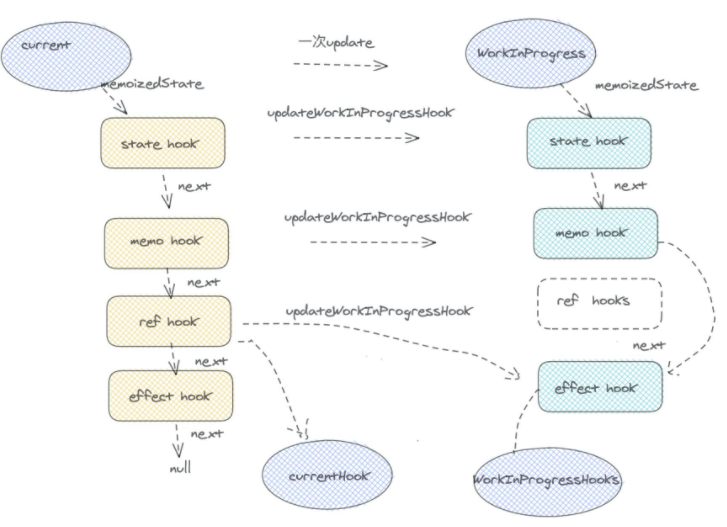 current
一次update
WorkInProgress
memoizedState
memoizedState
updateWorkInProgressHook
state hook
state hook
next
next
updateWorkInProgressHook
memo hook
memo hook
next
ref hooks
updateWorkInProgressHook
ref hook
next
next
effect hook
effect hook
next
null
currentHook
WorkInProgressHooks